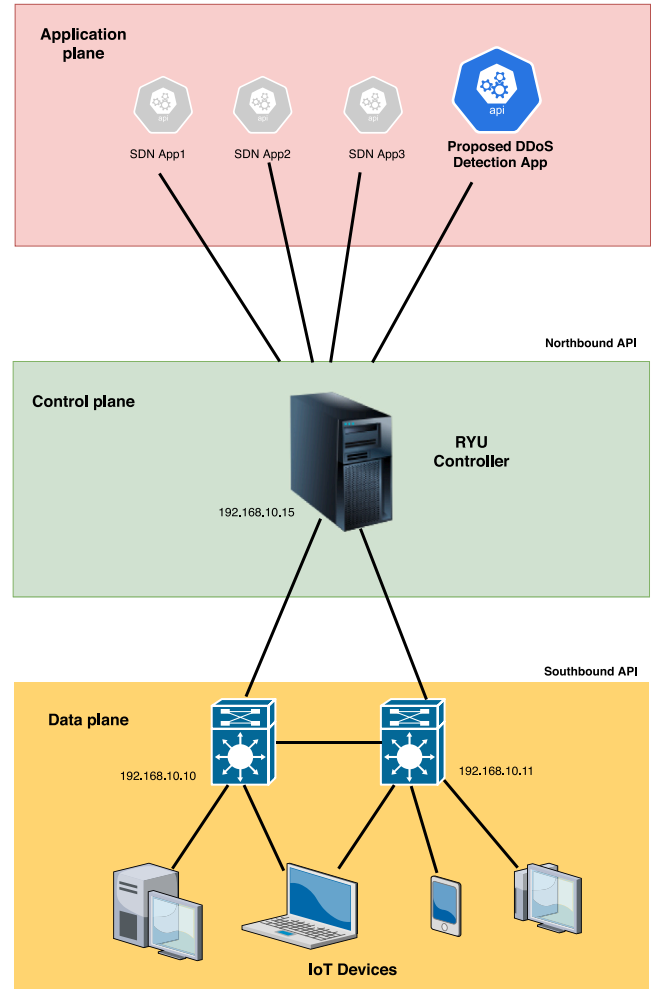 Application
plane
api
api
api
api
SDN App1
SDN App2
SDN App3
Proposed DDoS
Detection App
Northbound API
Control plane
RYU
Controller
192.168.10.15
Southbound API
Data plane
192.168.10.10
192.168.10.11
IoT Devices